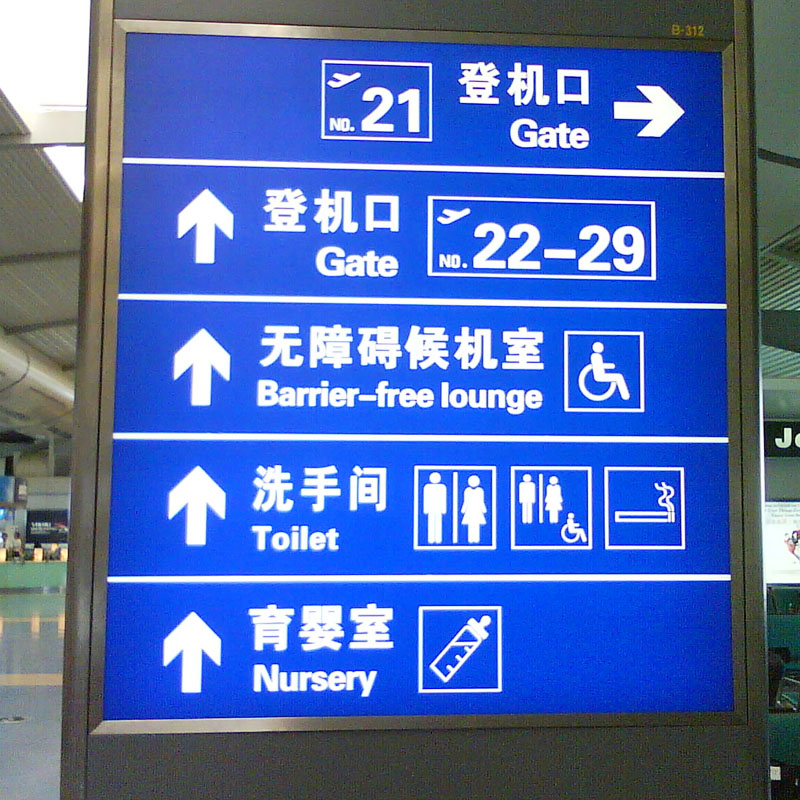 B-312
NO. 21 登机口
Gate
登机口
Gate
NO. 22-29
无障碍候机室
Barrier-free lounge
洗手间
Toilet
育婴室
Nursery